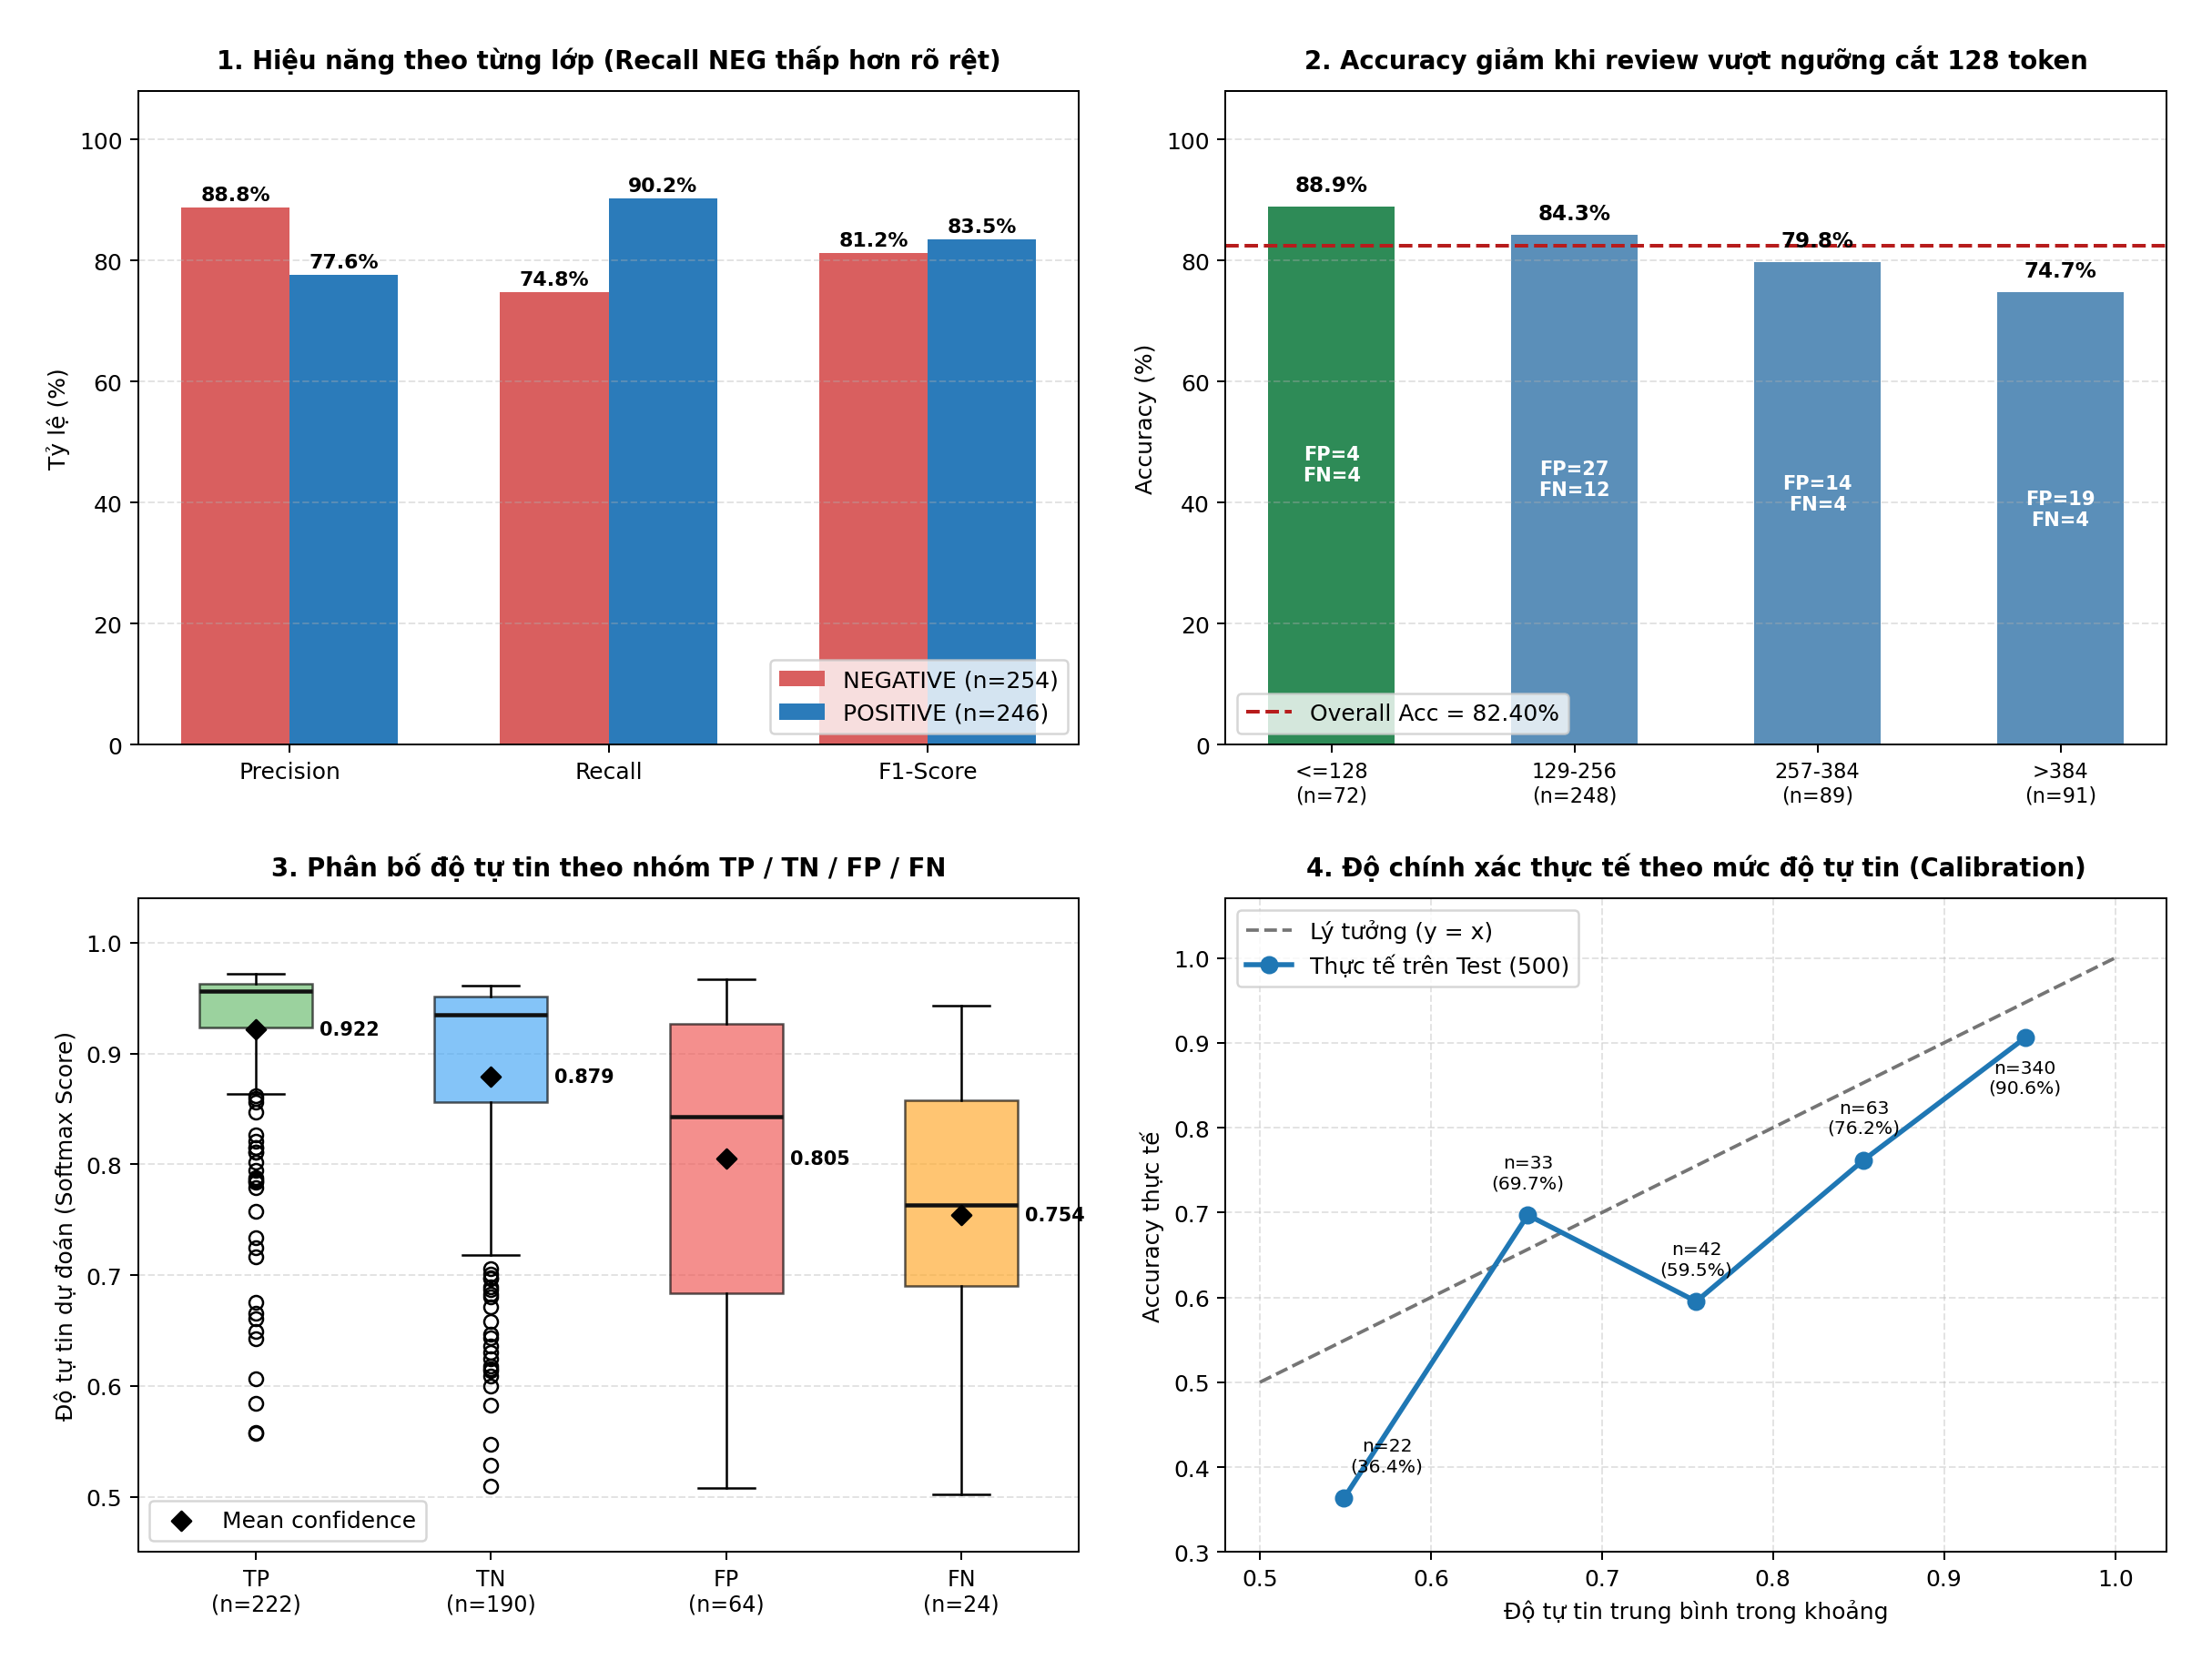 1. Hiệu năng theo từng lớp (Recall NEG thấp hơn rõ rệt)
Tỷ lệ (%)
100
80
60
40
20
0
88.8%
77.6%
74.8%
90.2%
81.2%
83.5%
NEGATIVE (n=254)
POSITIVE (n=246)
Precision
Recall
F1-Score
2. Accuracy giảm khi review vượt ngưỡng cắt 128 token
Accuracy (%)
100
80
60
40
20
0
88.9%
84.3%
79.8%
74.7%
FP=4
FN=4
FP=27
FN=12
FP=14
FN=4
FP=19
FN=4
Overall Acc = 82.40%
<=128
(n=72)
129-256
(n=248)
257-384
(n=89)
>384
(n=91)
3. Phân bố độ tự tin theo nhóm TP / TN / FP / FN
Độ tự tin dự đoán (Softmax Score)
1.0
0.9
0.8
0.7
0.6
0.5
0.922
0.879
0.805
0.754
Mean confidence
TP
(n=222)
TN
(n=190)
FP
(n=64)
FN
(n=24)
4. Độ chính xác thực tế theo mức độ tự tin (Calibration)
Accuracy thực tế
1.0
0.9
0.8
0.7
0.6
0.5
0.4
0.3
Lý tưởng (y = x)
Thực tế trên Test (500)
n=340
(90.6%)
n=63
(76.2%)
n=33
(69.7%)
n=42
(59.5%)
n=22
(36.4%)
0.5
0.6
0.7
0.8
0.9
1.0
Độ tự tin trung bình trong khoảng